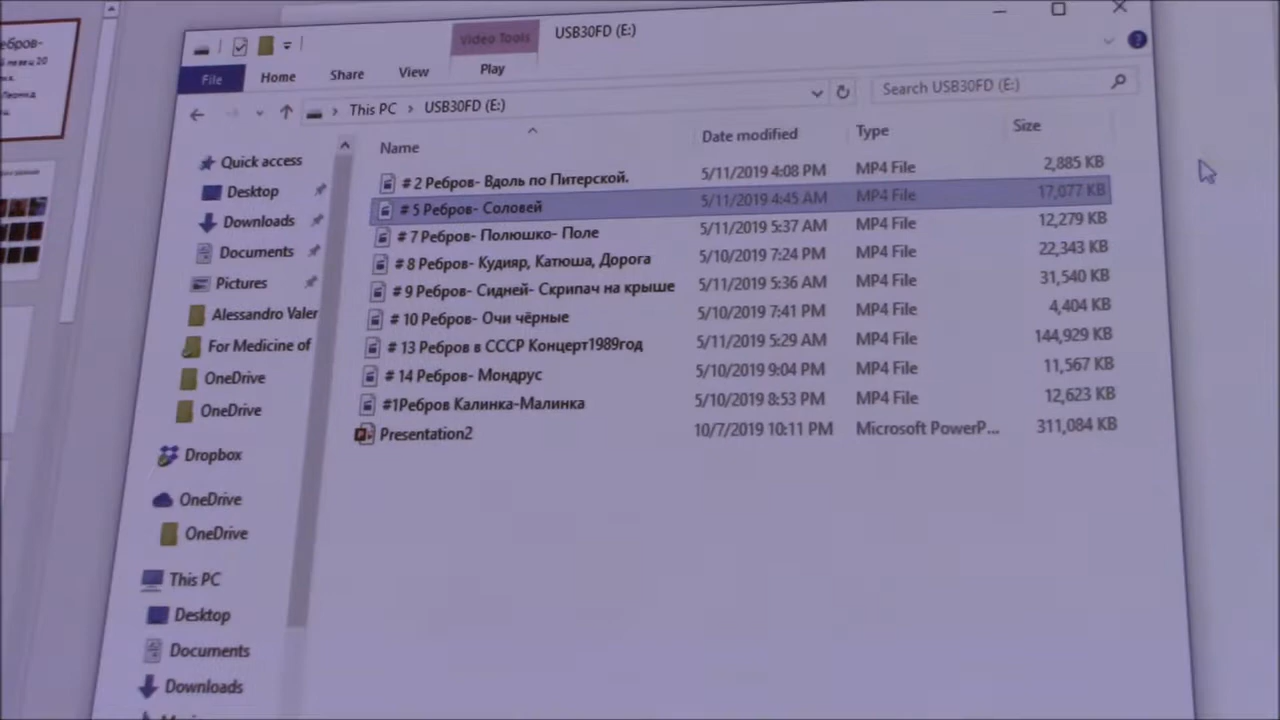 ебров-
й певец 20
Video Tools
USB30FD (E:)
File Home Share View Play
This PC > USB30FD (E:)
Search USB30FD (E:)
Name Date modified Type Size
Quick access
Desktop
Downloads
Documents
Pictures
Alessandro Valer
For Medicine of
OneDrive
OneDrive
Dropbox
OneDrive
OneDrive
This PC
Desktop
Documents
Downloads
# 2 Ребров- Вдоль по Питерской. 5/11/2019 4:08 PM MP4 File 2,885 KB
# 5 Ребров- Соловей 5/11/2019 4:45 AM MP4 File 17,077 KB
# 7 Ребров- Полюшко- Поле 5/11/2019 5:37 AM MP4 File 12,279 KB
# 8 Ребров- Кудияр, Катюша, Дорога 5/10/2019 7:24 PM MP4 File 22,343 KB
# 9 Ребров- Сидней- Скрипач на крыше 5/11/2019 5:36 AM MP4 File 31,540 KB
# 10 Ребров- Очи чёрные 5/10/2019 7:41 PM MP4 File 4,404 KB
# 13 Ребров в СССР Концерт1989год 5/11/2019 5:29 AM MP4 File 144,929 KB
# 14 Ребров- Мондрус 5/10/2019 9:04 PM MP4 File 11,567 KB
#1Ребров Калинка-Малинка 5/10/2019 8:53 PM MP4 File 12,623 KB
Presentation2 10/7/2019 10:11 PM Microsoft PowerP... 311,084 KB